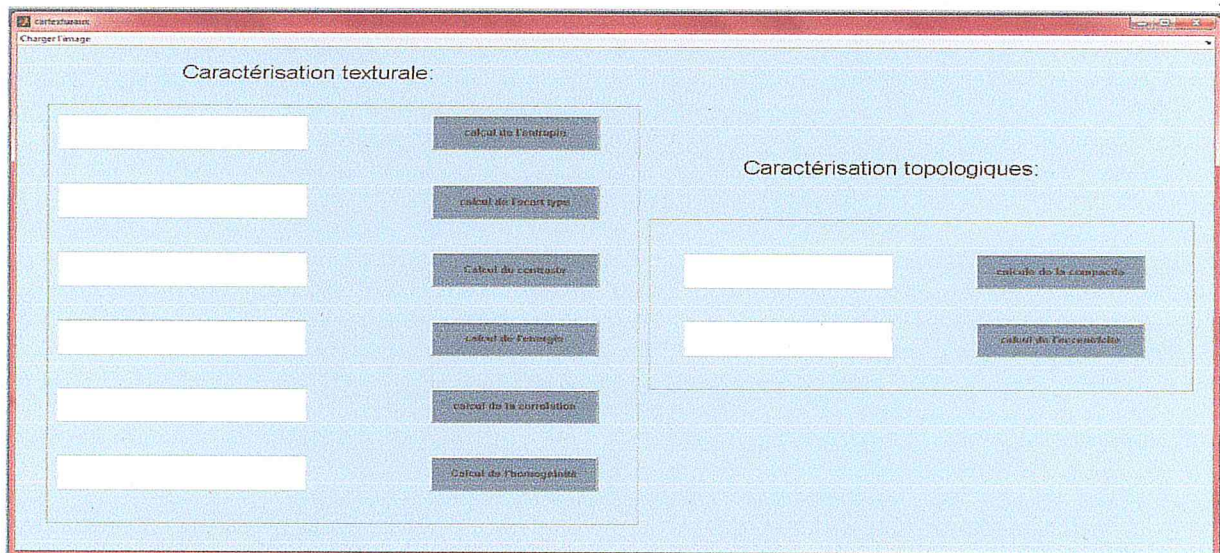 cartexturaux
Charger l'image
Caractérisation texturale:
calcul de l'entropie
calcul de l'ecart type
Calcul du contraste
calcul de l'energie
calcul de la correlation
Calcul de l'homogeinité
Caractérisation topologiques:
calcule de la compacite
calcul de l'eccentricite